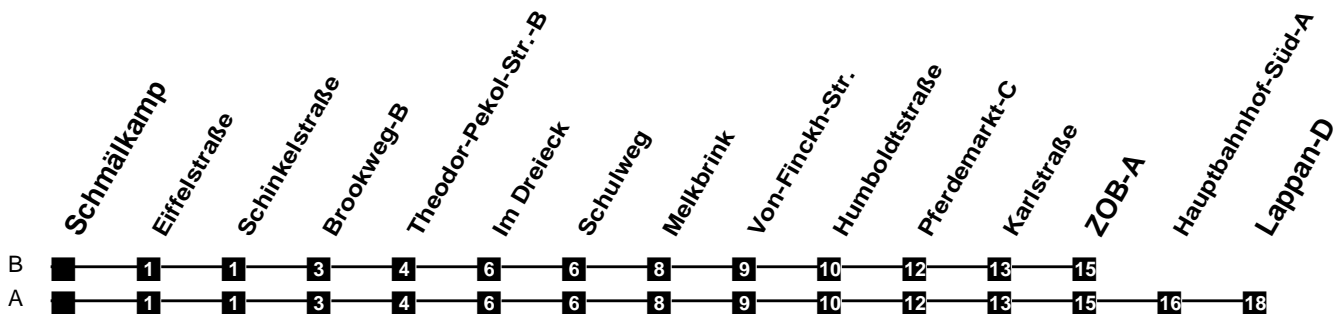 Schmälkamp
Eiffelstraße
Schinkelstraße
Brookweg-B
Theodor-Pekol-Str.-B
Im Dreieck
Schulweg
Melkbrink
Von-Finckh-Str.
Humboldtstraße
Pferdemarkt-C
Karlstraße
ZOB-A
Hauptbahnhof-Süd-A
Lappan-D
B 1 1 3 4 6 6 8 9 10 12 13 15
A 1 1 3 4 6 6 8 9 10 12 13 15 16 18